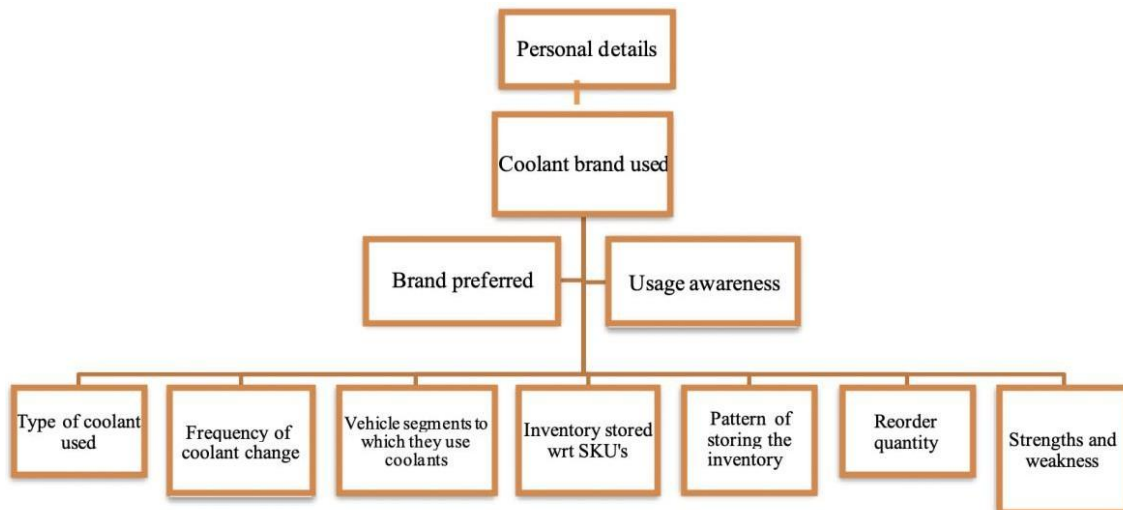 Personal details
Coolant brand used
Brand preferred
Usage awareness
Type of coolant
used
Frequency of
coolant change
Vehicle segments to
which they use
coolants
Inventory stored
wrt SKU's
Pattern of
storing the
inventory
Reorder
quantity
Strengths and
weakness